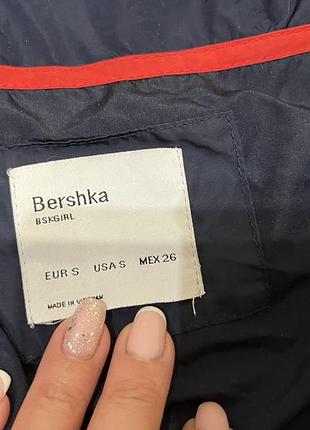 Bershka
BSKGIRL
EUR S USA S MEX 26
MADE IN VIETNAM